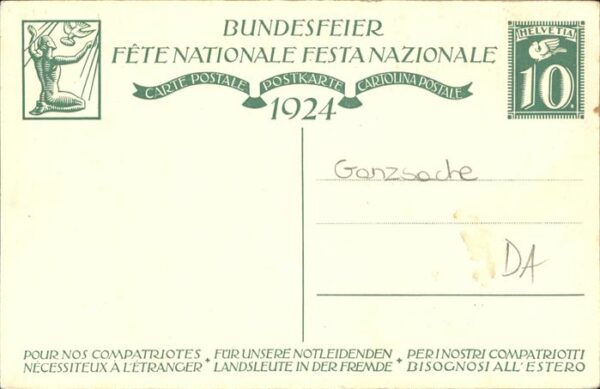 BUNDESFEIER
FÊTE NATIONALE FESTA NAZIONALE
CARTE POSTALE POSTKARTE CARTOLINA POSTALE
1924
HELVETIA
10
Ganzsache
DA
POUR NOS COMPATRIOTES • FÜR UNSERE NOTLEIDENDEN • PER I NOSTRI COMPATRIOTTI
NÉCESSITEUX À L'ÉTRANGER LANDSLEUTE IN DER FREMDE BISOGNOSI ALL'ESTERO